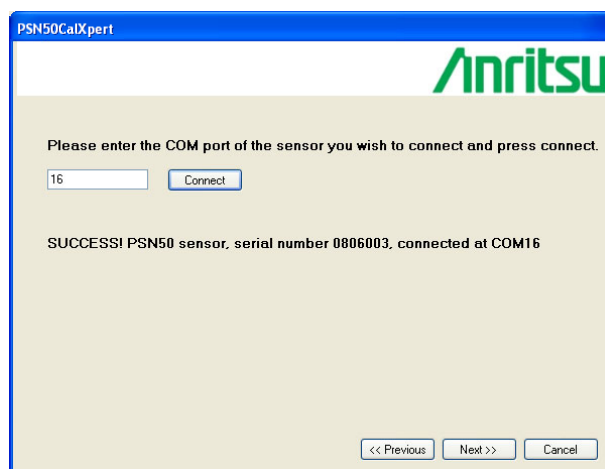 PSN50CalXpert
Anritsu
Please enter the COM port of the sensor you wish to connect and press connect.
16 Connect
SUCCESS! PSN50 sensor, serial number 0806003, connected at COM16
<< Previous Next >> Cancel